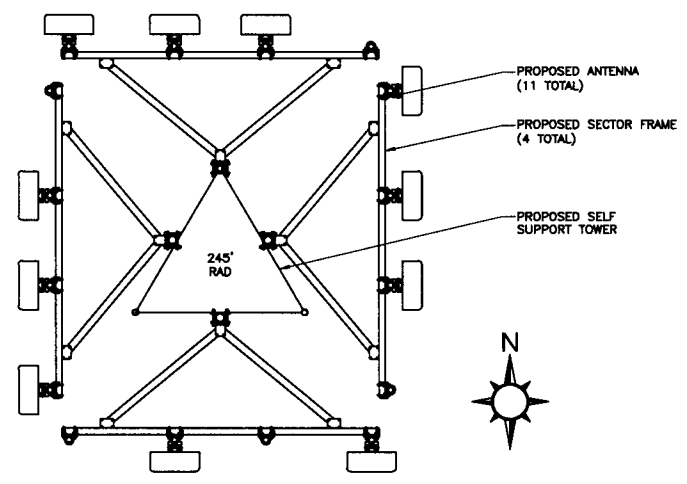 PROPOSED ANTENNA
(11 TOTAL)
PROPOSED SECTOR FRAME
(4 TOTAL)
PROPOSED SELF
SUPPORT TOWER
245'
RAD
N